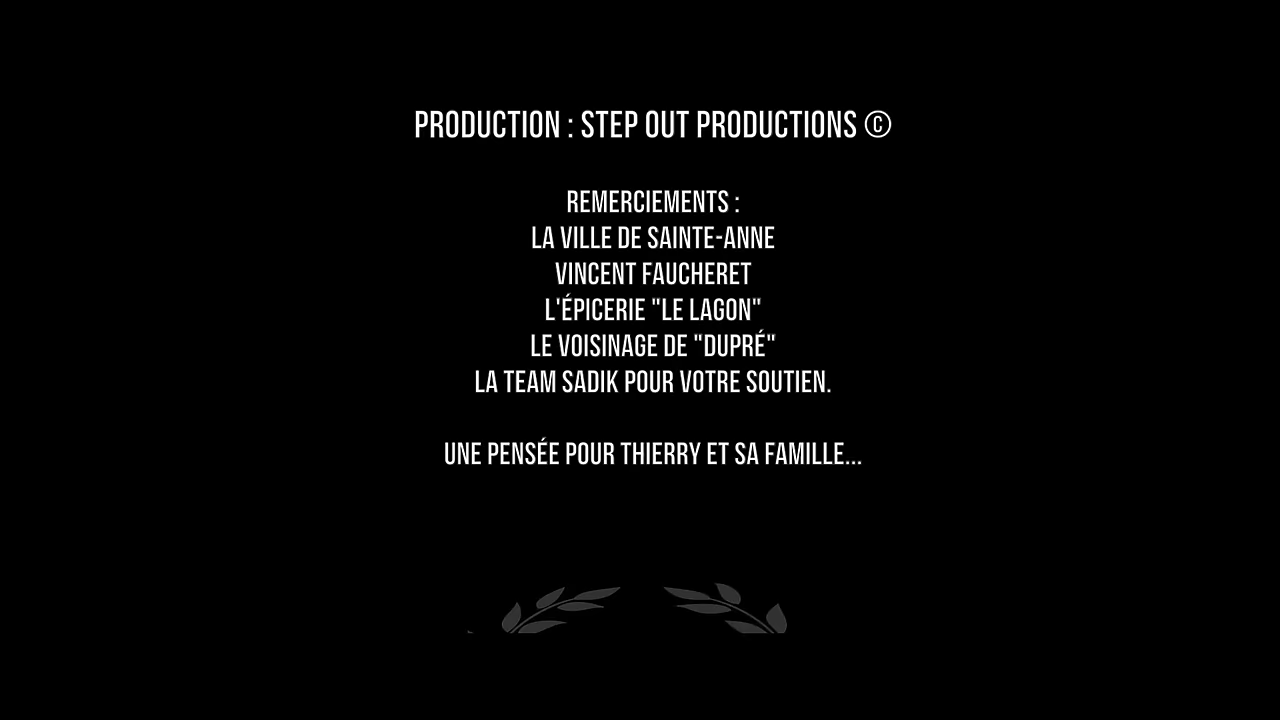 PRODUCTION : STEP OUT PRODUCTIONS ©
REMERCIEMENTS :
LA VILLE DE SAINTE-ANNE
VINCENT FAUCHERET
L'ÉPICERIE "LE LAGON"
LE VOISINAGE DE "DUPRÉ"
LA TEAM SADIK POUR VOTRE SOUTIEN.
UNE PENSÉE POUR THIERRY ET SA FAMILLE...